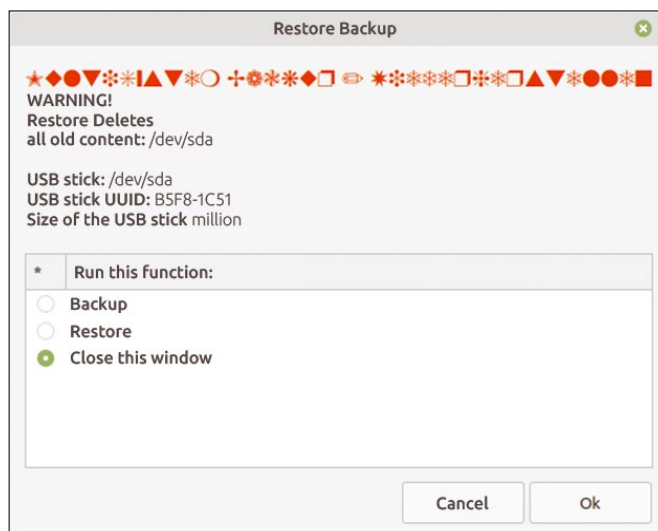 Restore Backup
WARNING!
Restore Deletes
all old content: /dev/sda
USB stick: /dev/sda
USB stick UUID: B5F8-1C51
Size of the USB stick million
* Run this function:
Backup
Restore
Close this window
Cancel Ok